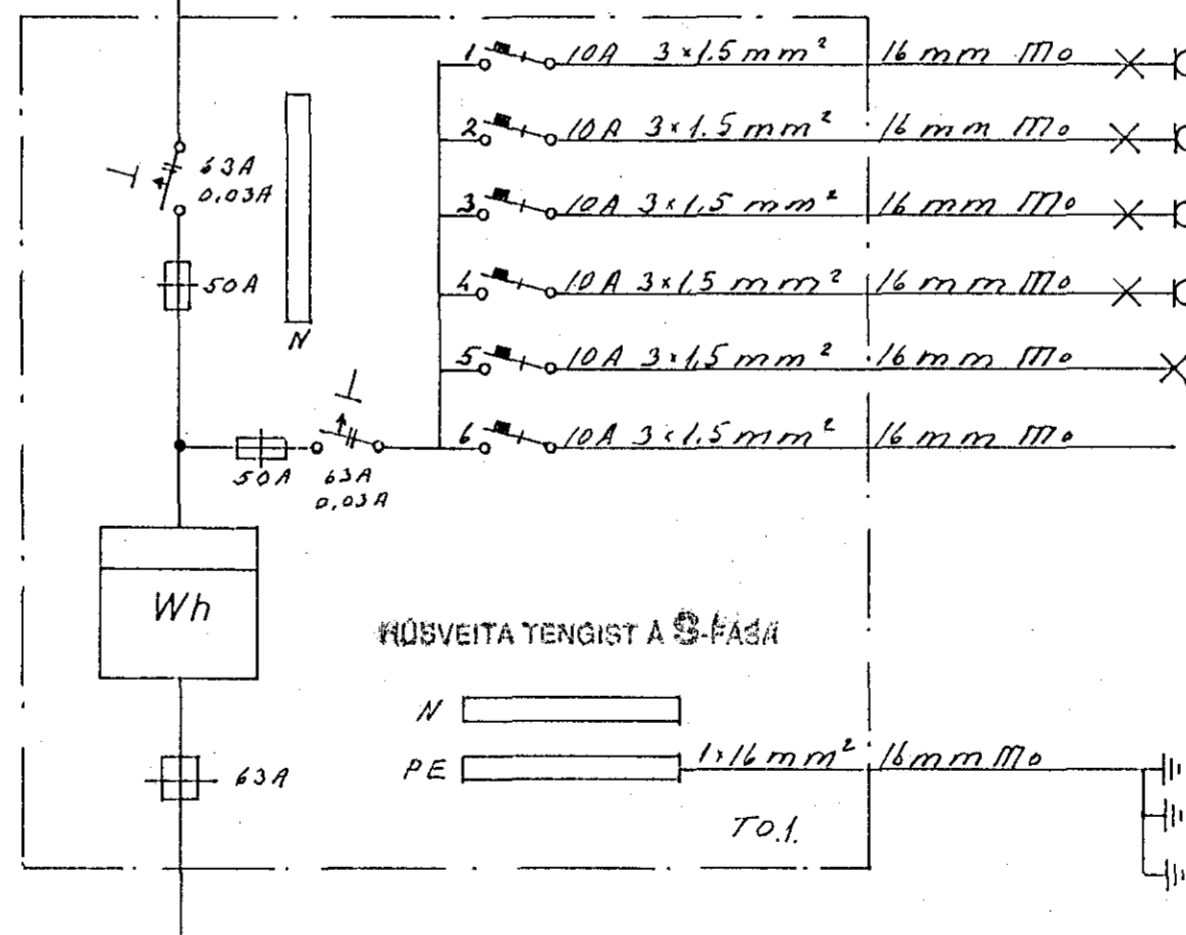 1 10A 3×1.5 mm² 16 mm Mo
2 10A 3×1.5 mm² 16 mm Mo
3 10A 3×1,5 mm² 16 mm Mo
4 10A 3×1,5 mm² 16 mm Mo
5 10A 3×1,5 mm² 16 mm Mo
6 10A 3×1.5 mm² 16 mm Mo
63A
0.03A
50A
N
50A
63A
0,03A
Wh
HÚSVEITA TENGIST Á S-FASA
N
PE 1×16 mm² 16 mm Mo
63A
TO.1.